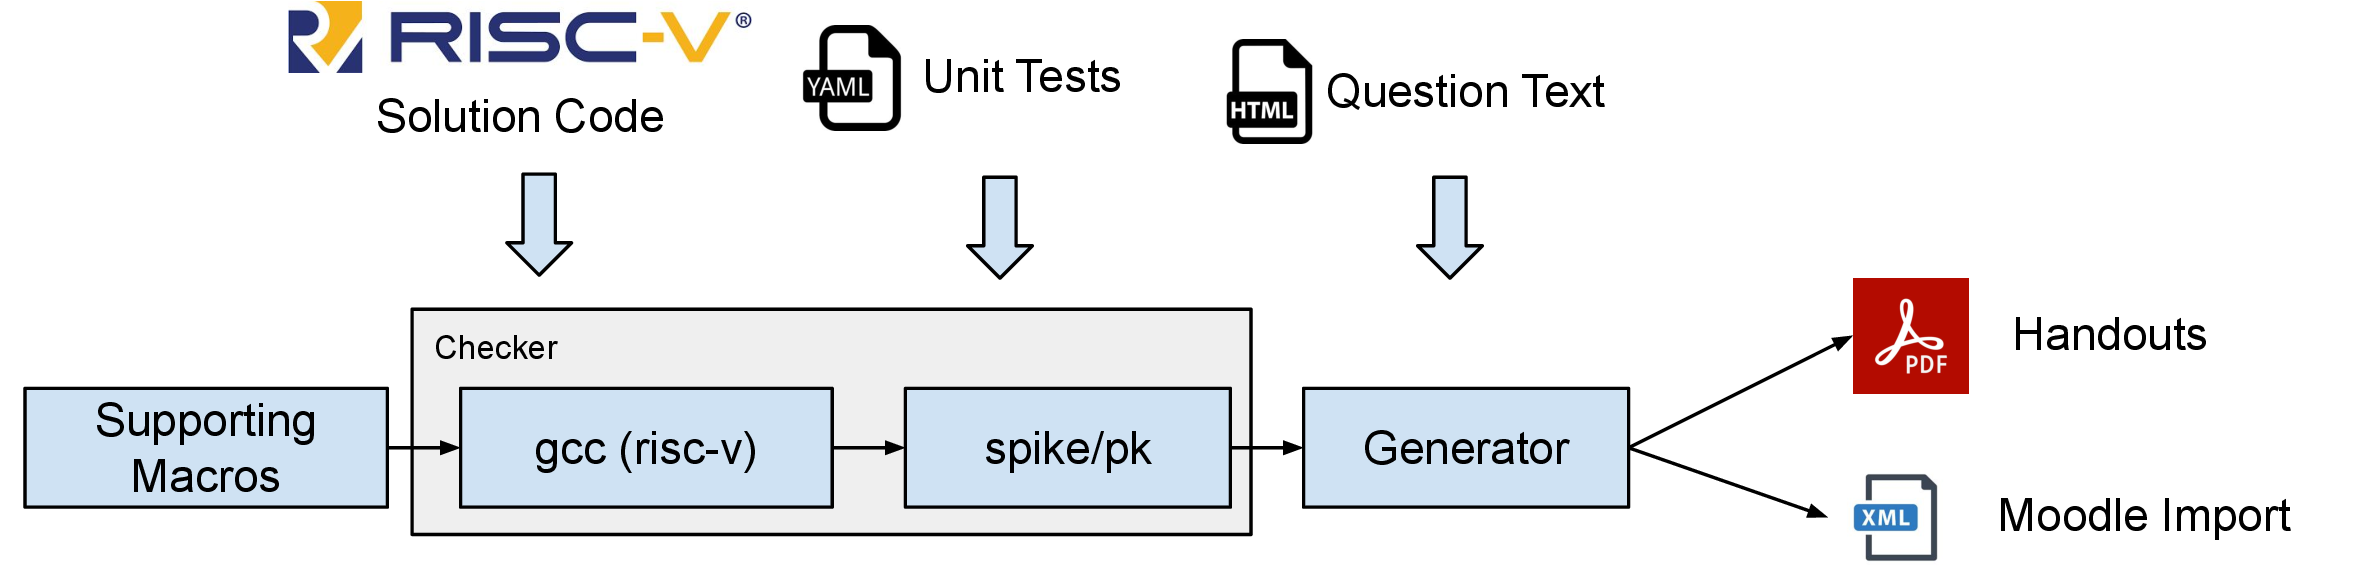 RISC-V®
Solution Code
YAML
Unit Tests
HTML
Question Text
Checker
Supporting
Macros
gcc (risc-v)
spike/pk
Generator
PDF
Handouts
XML
Moodle Import